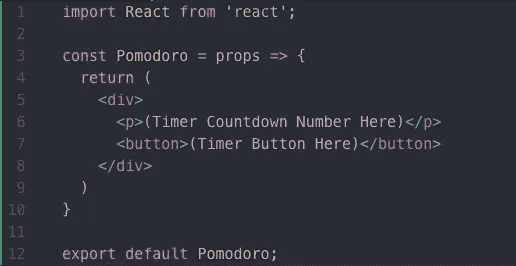 1 import React from 'react';
2
3 const Pomodoro = props => {
4 return (
5 <div>
6 <p>(Timer Countdown Number Here)</p>
7 <button>(Timer Button Here)</button>
8 </div>
9 )
10 }
11
12 export default Pomodoro;